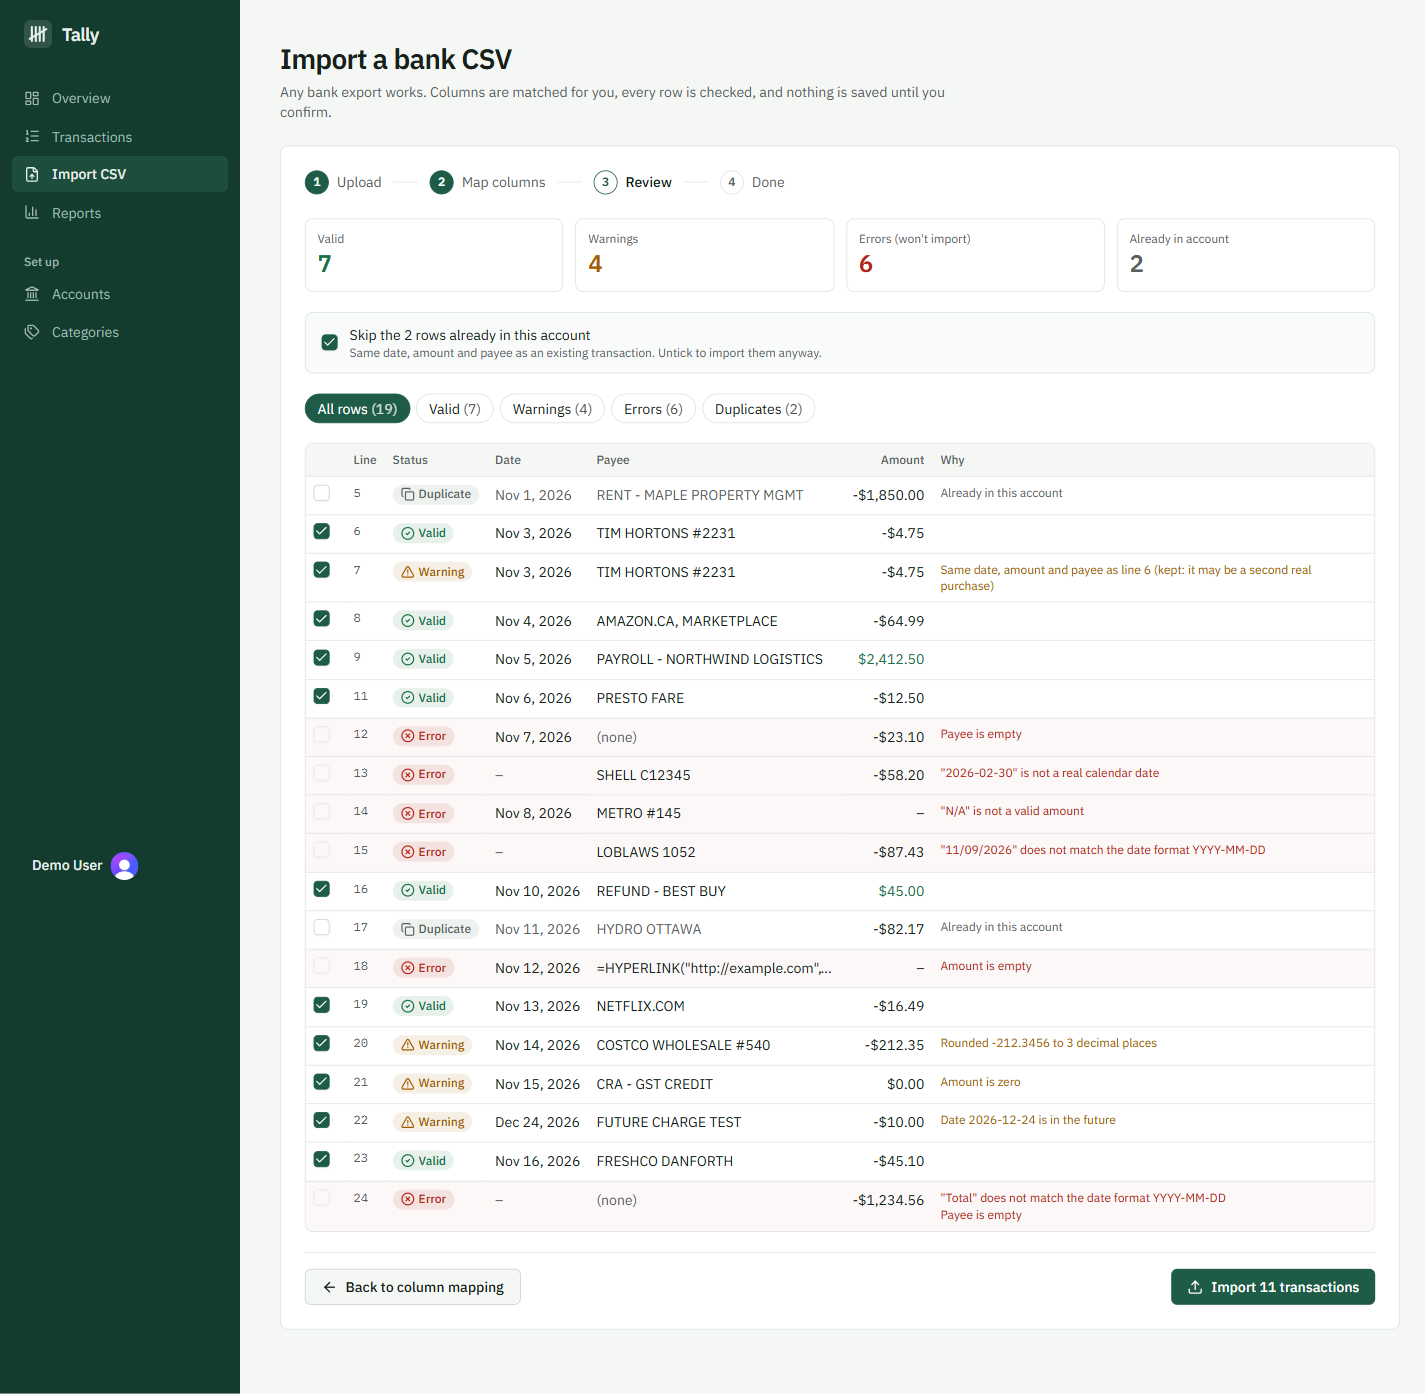 Tally
Overview
Transactions
Import CSV
Reports
Set up
Accounts
Categories
Demo User
Import a bank CSV
Any bank export works. Columns are matched for you, every row is checked, and nothing is saved until you
confirm.
1 Upload 2 Map columns 3 Review 4 Done
Valid
7
Warnings
4
Errors (won't import)
6
Already in account
2
Skip the 2 rows already in this account
Same date, amount and payee as an existing transaction. Untick to import them anyway.
All rows (19) Valid (7) Warnings (4) Errors (6) Duplicates (2)
Line Status Date Payee Amount Why
5 Duplicate Nov 1, 2026 RENT - MAPLE PROPERTY MGMT -$1,850.00 Already in this account
6 Valid Nov 3, 2026 TIM HORTONS #2231 -$4.75
7 Warning Nov 3, 2026 TIM HORTONS #2231 -$4.75 Same date, amount and payee as line 6 (kept: it may be a second real
purchase)
8 Valid Nov 4, 2026 AMAZON.CA, MARKETPLACE -$64.99
9 Valid Nov 5, 2026 PAYROLL - NORTHWIND LOGISTICS $2,412.50
11 Valid Nov 6, 2026 PRESTO FARE -$12.50
12 Error Nov 7, 2026 (none) -$23.10 Payee is empty
13 Error – SHELL C12345 -$58.20 "2026-02-30" is not a real calendar date
14 Error Nov 8, 2026 METRO #145 – "N/A" is not a valid amount
15 Error – LOBLAWS 1052 -$87.43 "11/09/2026" does not match the date format YYYY-MM-DD
16 Valid Nov 10, 2026 REFUND - BEST BUY $45.00
17 Duplicate Nov 11, 2026 HYDRO OTTAWA -$82.17 Already in this account
18 Error Nov 12, 2026 =HYPERLINK("http://example.com",... – Amount is empty
19 Valid Nov 13, 2026 NETFLIX.COM -$16.49
20 Warning Nov 14, 2026 COSTCO WHOLESALE #540 -$212.35 Rounded -212.3456 to 3 decimal places
21 Warning Nov 15, 2026 CRA - GST CREDIT $0.00 Amount is zero
22 Warning Dec 24, 2026 FUTURE CHARGE TEST -$10.00 Date 2026-12-24 is in the future
23 Valid Nov 16, 2026 FRESHCO DANFORTH -$45.10
24 Error – (none) -$1,234.56 "Total" does not match the date format YYYY-MM-DD
Payee is empty
Back to column mapping
Import 11 transactions